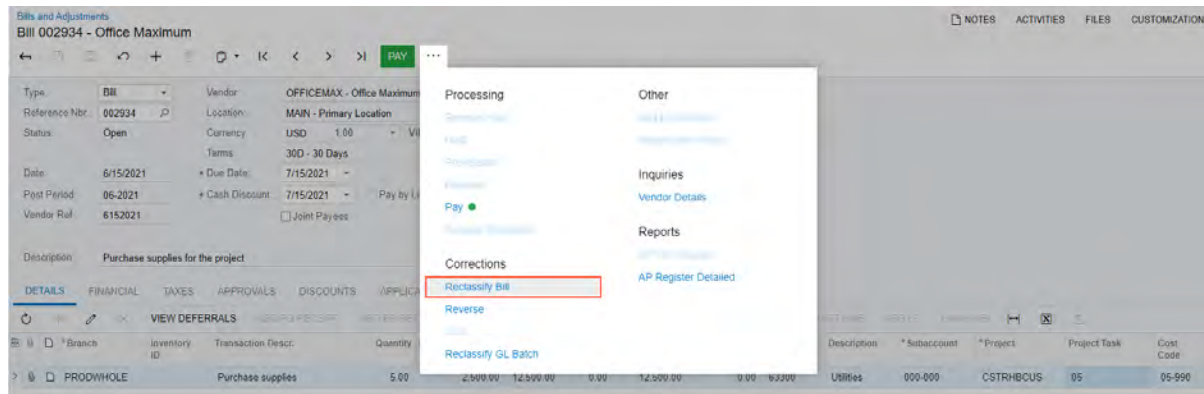 Bills and Adjustments
Bill 002934 - Office Maximum
NOTES ACTIVITIES FILES CUSTOMIZATION
PAY ...
Type: Bill Vendor: OFFICEMAX - Office Maximum
Reference Nbr.: 002934 Location: MAIN - Primary Location
Status: Open Currency: USD 1.00
Terms: 30D - 30 Days
Date: 6/15/2021 * Due Date: 7/15/2021
Post Period: 06-2021 * Cash Discount 7/15/2021 Pay by
Vendor Ref. 6152021 Joint Payees
Description: Purchase supplies for the project
Processing
Pay
Corrections
Reclassify Bill
Reverse
Reclassify GL Batch
Other
Inquiries
Vendor Details
Reports
AP Register Detailed
DETAILS FINANCIAL TAXES APPROVALS DISCOUNTS APPLICA
VIEW DEFERRALS
*Branch Inventory ID Transaction Descr. Quantity Description *Subaccount *Project Project Task Cost Code
PRODWHOLE Purchase supplies 5.00 2,500.00 12,500.00 0.00 12,500.00 0.00 63300 Utilities 000-000 CSTRHBCUS 05 05-990